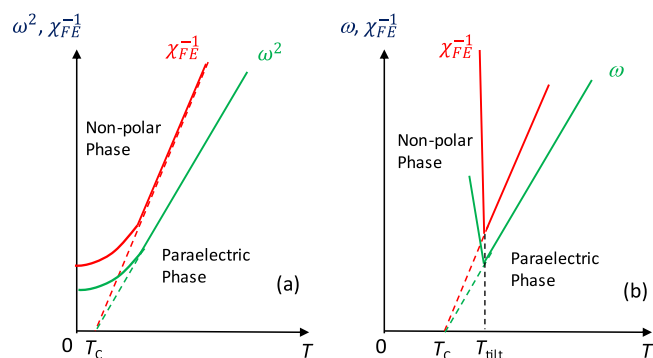 ω², χ_FE⁻¹
χ_FE⁻¹
ω²
Non-polar
Phase
Paraelectric
Phase
(a)
0
T_C
T
ω, χ_FE⁻¹
χ_FE⁻¹
ω
Non-polar
Phase
Paraelectric
Phase
(b)
0
T_C
T_tilt
T